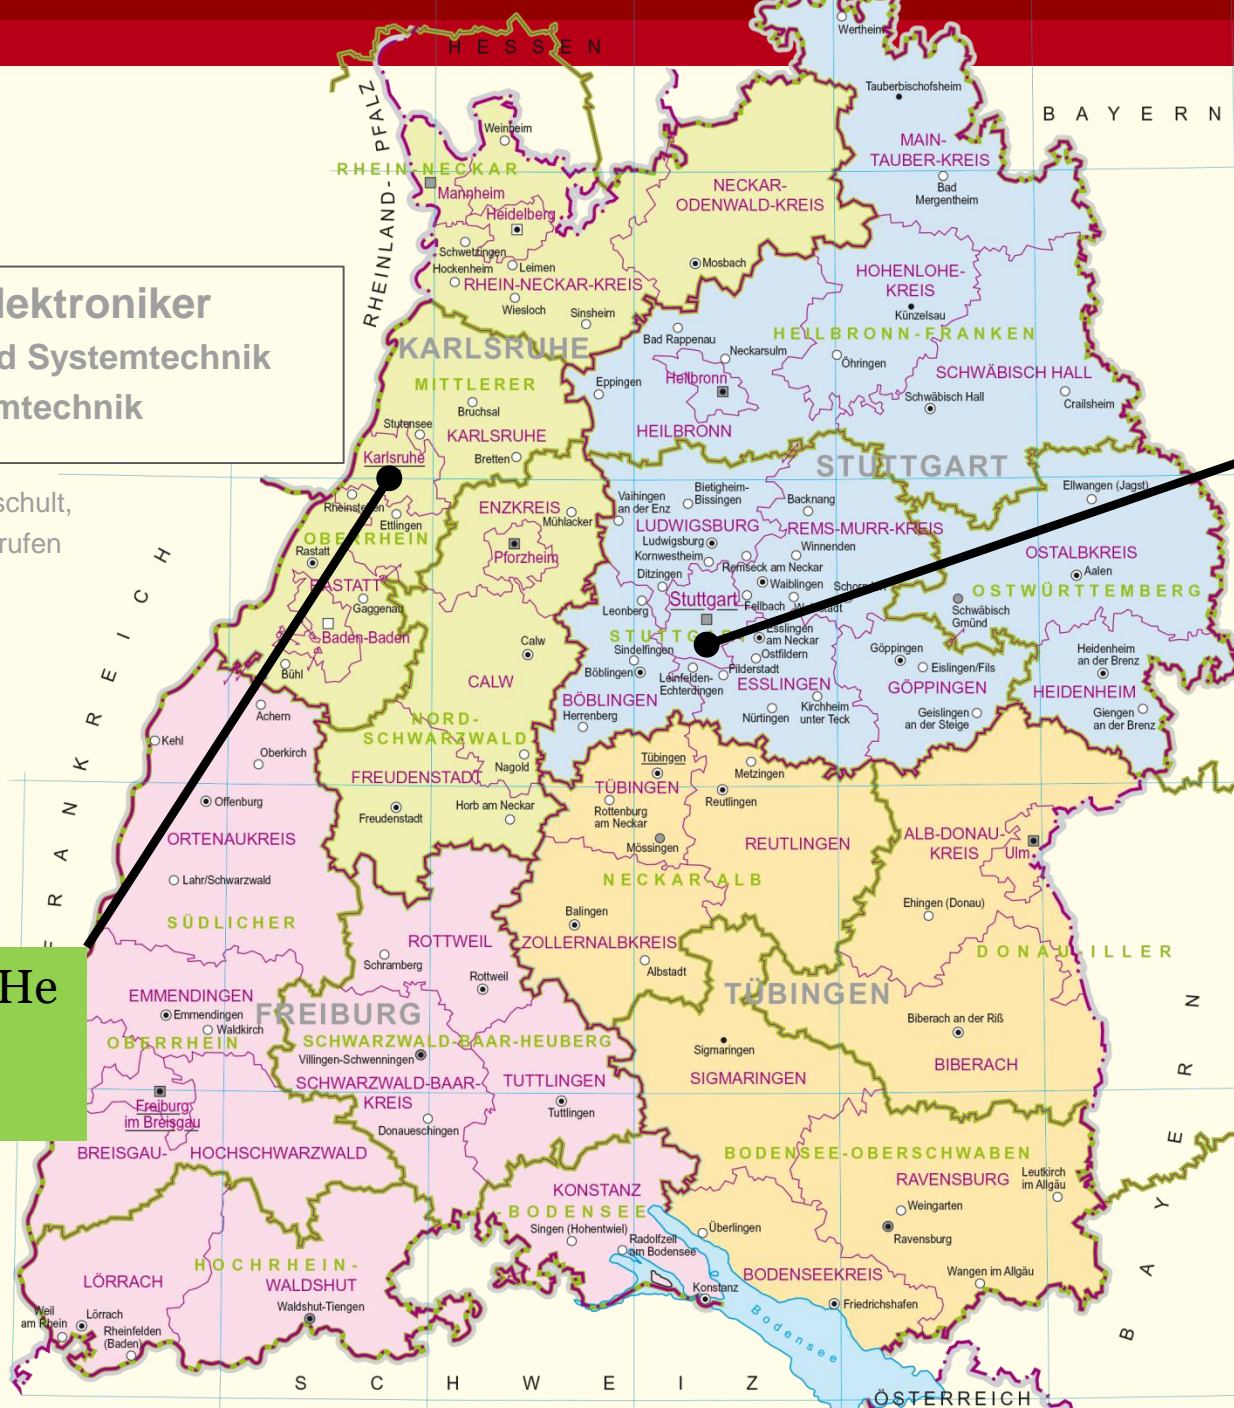 HESSEN
Wertheim
RHEINLAND-PFALZ
Tauberbischofsheim
BAYERN
Weinheim
RHEIN-NECKAR
MAIN-
TAUBER-KREIS
Mannheim
NECKAR-
ODENWALD-KREIS
Bad
Mergentheim
Heidelberg
Schwetzingen
Mosbach
Hockenheim
Leimen
RHEIN-NECKAR-KREIS
HOHENLOHE-
KREIS
lektroniker
Wiesloch
Sinsheim
Künzelsau
KARLSRUHE
Bad Rappenau
HEILBRONN-FRANKEN
d Systemtechnik
Neckarsulm
Öhringen
MITTLERER
Eppingen
Heilbronn
SCHWÄBISCH HALL
mtechnik
Bruchsal
Schwäbisch Hall
Crailsheim
Stutensee
KARLSRUHE
HEILBRONN
Karlsruhe
Bretten
STUTTGART
schult,
rufen
Ellwangen (Jagst)
Vaihingen
an der Enz
Bietigheim-
Bissingen
Backnang
ENZKREIS
Mühlacker
Ettlingen
LUDWIGSBURG
REMS-MURR-KREIS
OBERRHEIN
Ludwigsburg
Winnenden
Rastatt
Pforzheim
Kornwestheim
Remseck am Neckar
OSTALBKREIS
Aalen
RASTATT
Ditzingen
Waiblingen
OSTWÜRTTEMBERG
Gaggenau
Leonberg
Stuttgart
Fellbach
Schwäbisch
Gmünd
Baden-Baden
Calw
Sindelfingen
Esslingen
am Neckar
Ostfildern
Göppingen
Heidenheim
an der Brenz
Bühl
Böblingen
Leinfelden-
Echterdingen
Filderstadt
Eislingen/Fils
CALW
BÖBLINGEN
ESSLINGEN
GÖPPINGEN
HEIDENHEIM
Achern
Herrenberg
Nürtingen
Kirchheim
unter Teck
Geislingen
an der Steige
Giengen
an der Brenz
NORD-
SCHWARZWALD
FRANKREICH
Kehl
Oberkirch
Nagold
Tübingen
Metzingen
FREUDENSTADT
TÜBINGEN
Offenburg
Freudenstadt
Horb am Neckar
Rottenburg
am Neckar
Reutlingen
ORTENAUKREIS
Mössingen
REUTLINGEN
ALB-DONAU-
KREIS
Ulm
Lahr/Schwarzwald
NECKAR-ALB
Ehingen (Donau)
SÜDLICHER
Balingen
ROTTWEIL
ZOLLERNALBKREIS
DONAU-ILLER
Schramberg
Albstadt
Rottweil
He
EMMENDINGEN
TÜBINGEN
Emmendingen
FREIBURG
Waldkirch
Biberach an der Riß
OBERRHEIN
SCHWARZWALD-BAAR-HEUBERG
Villingen-Schwenningen
Sigmaringen
BIBERACH
SCHWARZWALD-BAAR-
KREIS
TUTTLINGEN
SIGMARINGEN
Freiburg
im Breisgau
Tuttlingen
Donaueschingen
BREISGAU-
HOCHSCHWARZWALD
BODENSEE-OBERSCHWABEN
RAVENSBURG
Leutkirch
im Allgäu
KONSTANZ
-BODENSEE
Weingarten
Singen (Hohentwiel)
Überlingen
Ravensburg
Radolfzell
am Bodensee
HOCHRHEIN-
LÖRRACH
WALDSHUT
BODENSEEKREIS
Wangen im Allgäu
Konstanz
Waldshut-Tiengen
Friedrichshafen
Weil
am Rhein
Lörrach
Rheinfelden
(Baden)
Bodensee
BAYERN
SCHWEIZ
ÖSTERREICH